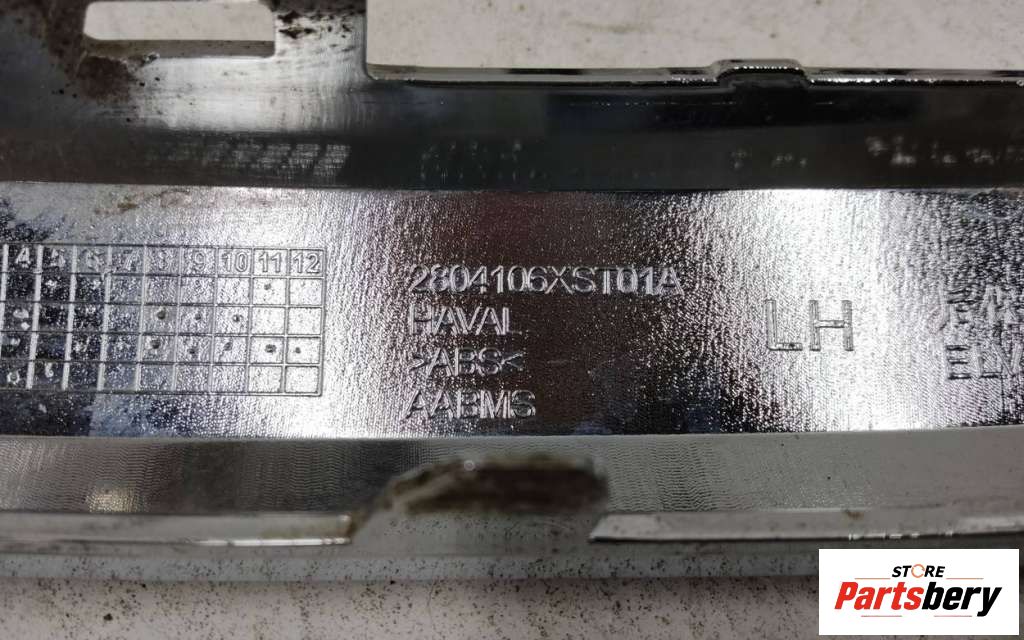 4 5 6 7 8 9 10 11 12
2804106XST01A
HAVAL
>ABS<
AABMS
LH
STORE
Partsbery